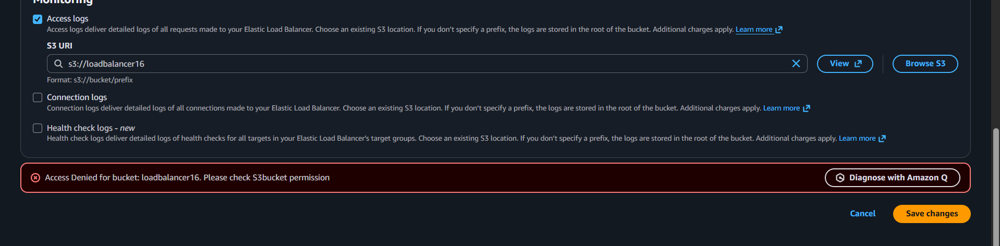 Monitoring
Access logs
Access logs deliver detailed logs of all requests made to your Elastic Load Balancer. Choose an existing S3 location. If you don’t specify a prefix, the logs are stored in the root of the bucket. Additional charges apply. Learn more
S3 URI
s3://loadbalancer16
View
Browse S3
Format: s3://bucket/prefix
Connection logs
Connection logs deliver detailed logs of all connections made to your Elastic Load Balancer. Choose an existing S3 location. If you don’t specify a prefix, the logs are stored in the root of the bucket. Additional charges apply. Learn more
Health check logs - new
Health check logs deliver detailed logs of health checks for all targets in your Elastic Load Balancer's target groups. Choose an existing S3 location. If you don’t specify a prefix, the logs are stored in the root of the bucket. Additional charges apply. Learn more
Access Denied for bucket: loadbalancer16. Please check S3bucket permission
Diagnose with Amazon Q
Cancel
Save changes